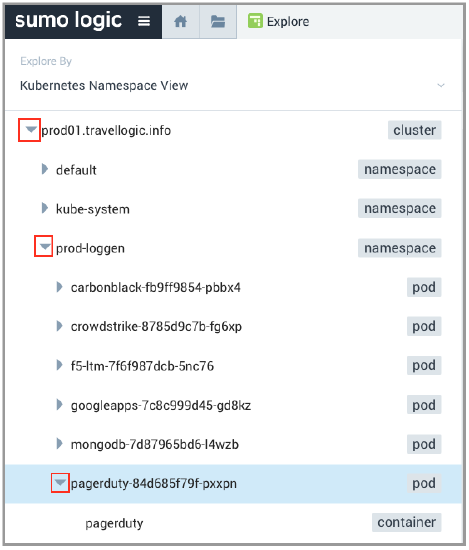 sumo logic
Explore
Explore By
Kubernetes Namespace View
prod01.travellogic.info cluster
default namespace
kube-system namespace
prod-loggen namespace
carbonblack-fb9ff9854-pbbx4 pod
crowdstrike-8785d9c7b-fg6xp pod
f5-ltm-7f6f987dcb-5nc76 pod
googleapps-7c8c999d45-gd8kz pod
mongodb-7d87965bd6-l4wzb pod
pagerduty-84d685f79f-pxxpn pod
pagerduty container